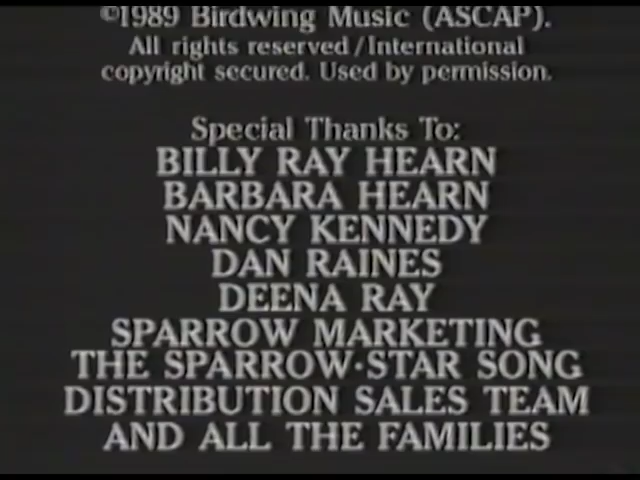 ©1989 Birdwing Music (ASCAP).
All rights reserved/International
copyright secured. Used by permission.
Special Thanks To:
BILLY RAY HEARN
BARBARA HEARN
NANCY KENNEDY
DAN RAINES
DEENA RAY
SPARROW MARKETING
THE SPARROW·STAR SONG
DISTRIBUTION SALES TEAM
AND ALL THE FAMILIES